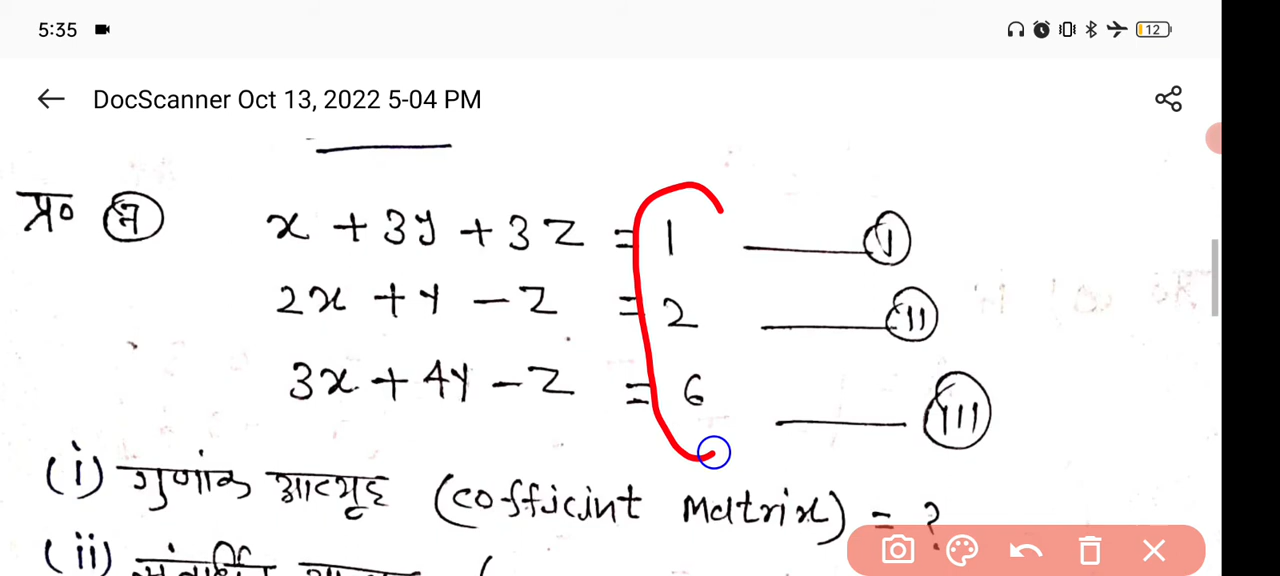 5:35 12
DocScanner Oct 13, 2022 5-04 PM
प्र० 7 x + 3y + 3z = 1 I
2x + y - z = 2 II
3x + 4y - z = 6 III
(i) गुणांक आव्यूह (cofficint matrix) = ?
(ii)